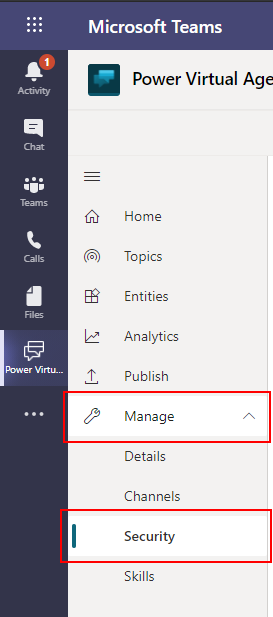 Microsoft Teams
1
Activity
Chat
Teams
Calls
Files
Power Virtu...
Power Virtual Age
Home
Topics
Entities
Analytics
Publish
Manage
Details
Channels
Security
Skills